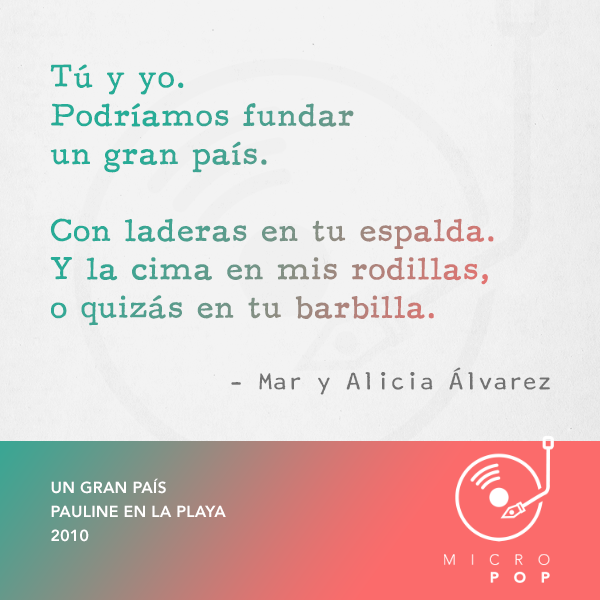 Tú y yo.
Podríamos fundar
un gran país.
Con laderas en tu espalda.
Y la cima en mis rodillas,
o quizás en tu barbilla.
- Mar y Alicia Álvarez
UN GRAN PAÍS
PAULINE EN LA PLAYA
2010
MICRO
POP